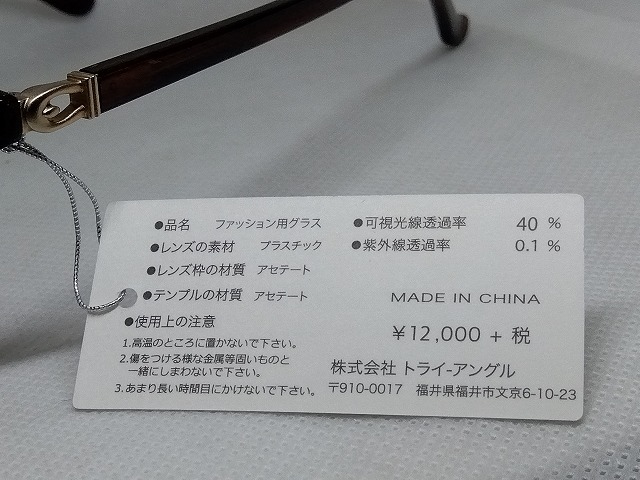 ●品名　ファッション用グラス
●レンズの素材　プラスチック
●レンズ枠の材質　アセテート
●テンプルの材質　アセテート
●使用上の注意
1.高温のところに置かないで下さい。
2.傷をつける様な金属等固いものと
一緒にしまわないで下さい。
3.あまり長い時間目にかけないで下さい。
●可視光線透過率　40 %
●紫外線透過率　0.1 %
MADE IN CHINA
¥12,000 + 税
株式会社 トライ-アングル
〒910-0017　福井県福井市文京6-10-23